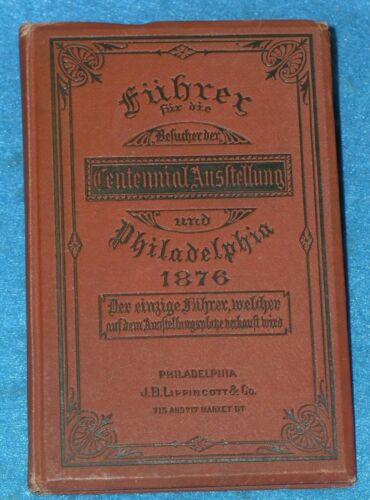 Führer
für die
Besucher der
Centennial Ausstellung
und
Philadelphia
1876
Der einzige Führer, welcher
auf dem Ausstellungsplatze verkauft wird
PHILADELPHIA
J. B. LIPPINCOTT & CO.
715 AND 717 MARKET ST